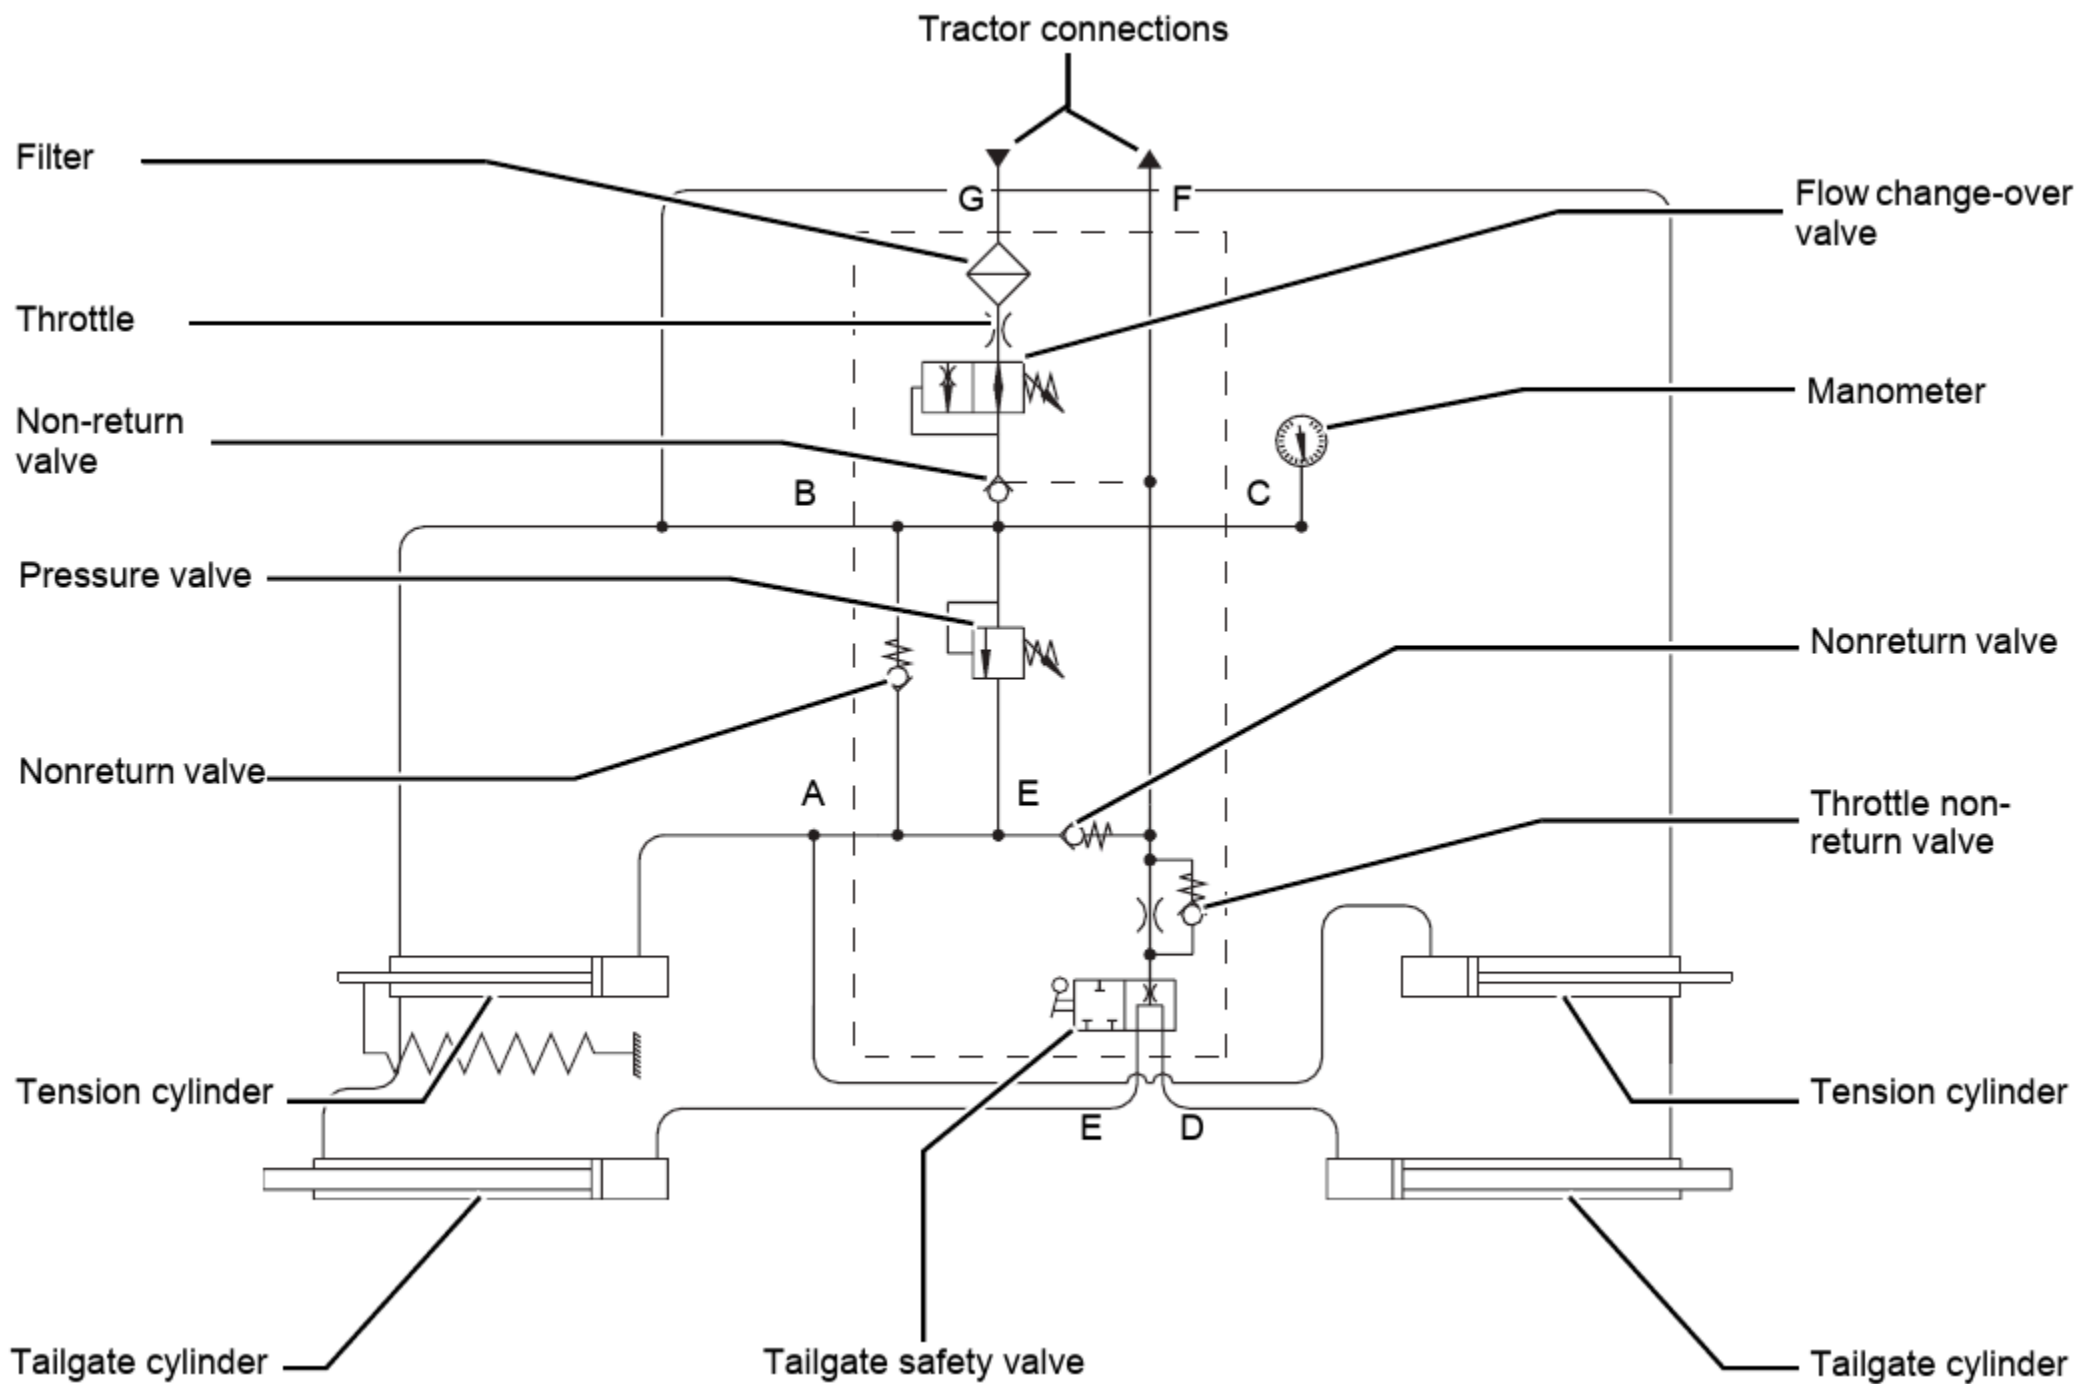 Tractor connections
Filter
G
F
Flow change-over
valve
Throttle
Manometer
Non-return
valve
B
C
Pressure valve
Nonreturn valve
Nonreturn valve
A
E
Throttle non-
return valve
Tension cylinder
E
D
Tension cylinder
Tailgate cylinder
Tailgate safety valve
Tailgate cylinder